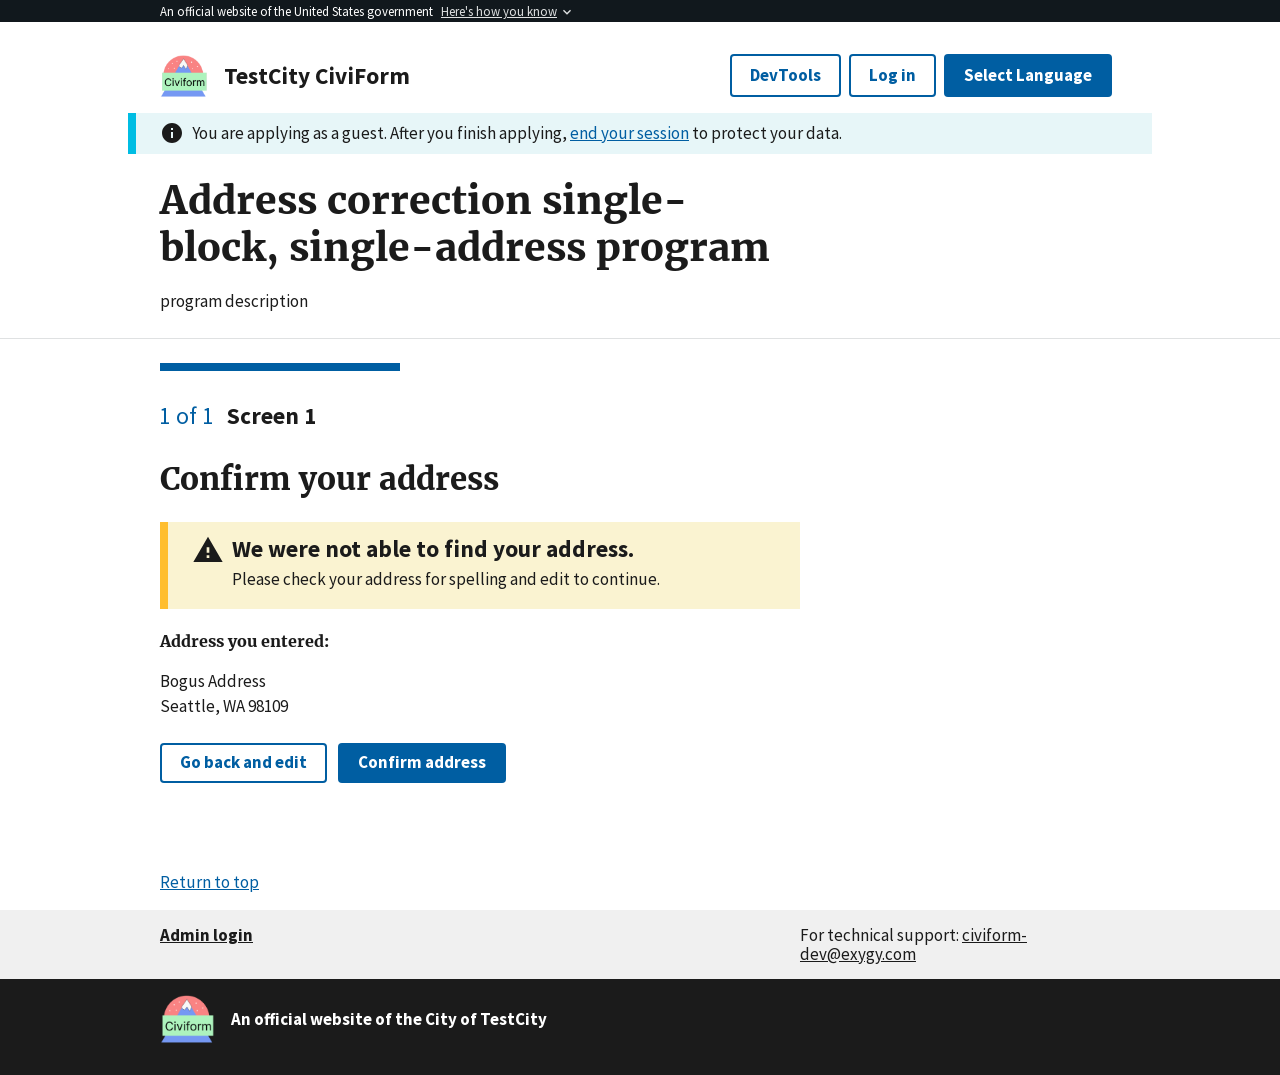 An official website of the United States government Here's how you know
Civiform
TestCity CiviForm
DevTools
Log in
Select Language
You are applying as a guest. After you finish applying, end your session to protect your data.
Address correction single-
block, single-address program
program description
1 of 1 Screen 1
Confirm your address
We were not able to find your address.
Please check your address for spelling and edit to continue.
Address you entered:
Bogus Address
Seattle, WA 98109
Go back and edit
Confirm address
Return to top
Admin login
For technical support: civiform-
dev@exygy.com
Civiform
An official website of the City of TestCity